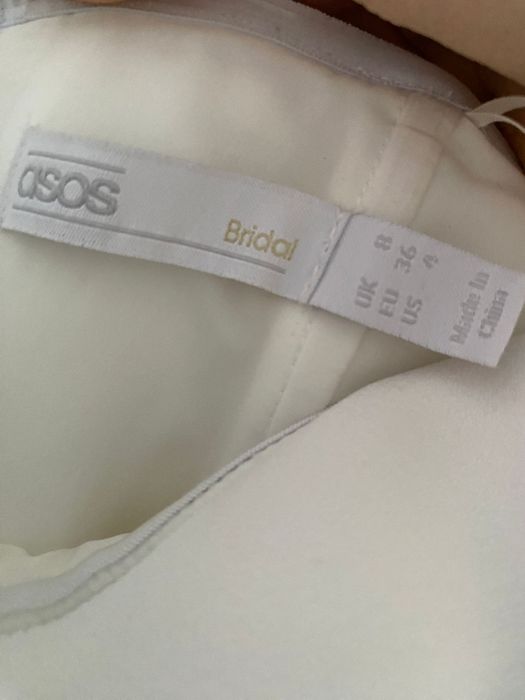 asos
Bridal
UK 8
EU 36
US 4
Made In
China